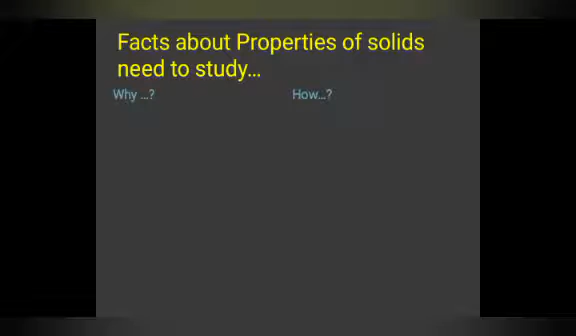 Facts about Properties of solids
need to study...
Why ...?
How...?